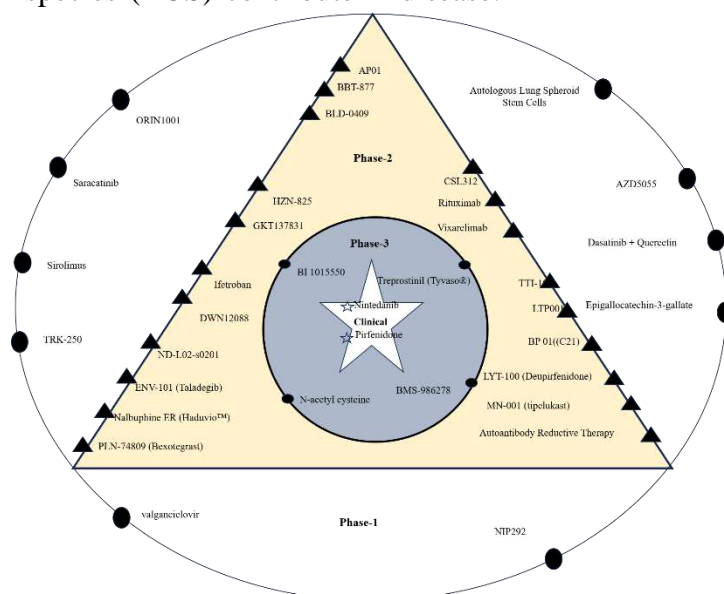 AP01
BBT-877
BLD-0409
ORIN1001
Autologous Lung Spheroid
Stem Cells
Phase-2
Saracatinib
CSL312
AZD5055
HZN-825
Rituximab
GKT137831
Vixarelimab
Phase-3
Dasatinib + Quercetin
Sirolimus
BI 1015550
Treprostinil (Tyvaso®)
Ifetroban
Nintedanib
LTP001
Epigallocatechin-3-gallate
DWN12088
Clinical
Pirfenidone
TRK-250
BP 01((C21)
ND-L02-s0201
LYT-100 (Deupirfenidone)
ENV-101 (Taladegib)
BMS-986278
N-acetyl cysteine
MN-001 (tipelukast)
Nalbuphine ER (Haduvio™)
Autoantibody Reductive Therapy
PLN-74809 (Bexotegrast)
valganciclovir
Phase-1
NIP292